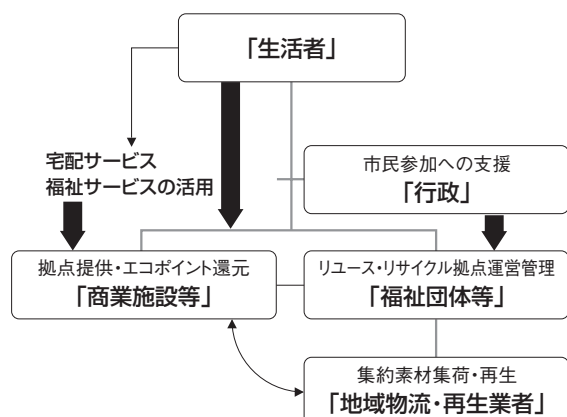 「生活者」
宅配サービス
福祉サービスの活用
市民参加への支援
「行政」
拠点提供・エコポイント還元
「商業施設等」
リユース・リサイクル拠点運営管理
「福祉団体等」
集約素材集荷・再生
「地域物流・再生業者」